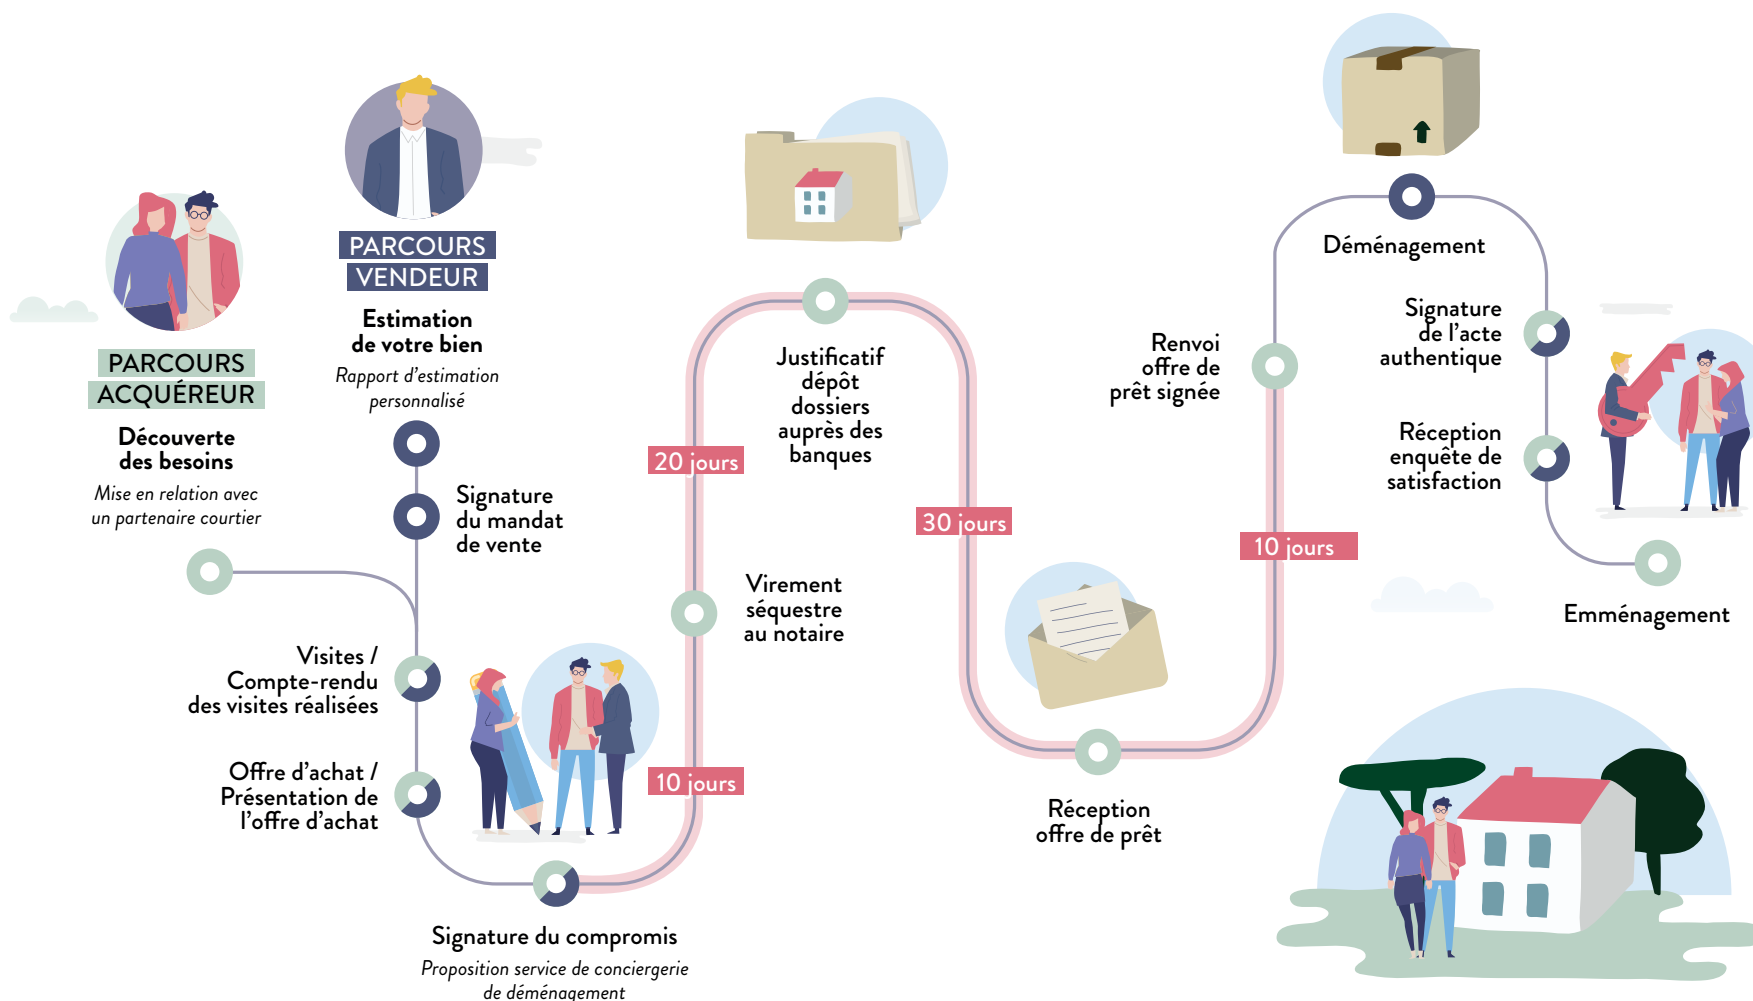 PARCOURS
ACQUÉREUR
Découverte
des besoins
Mise en relation avec
un partenaire courtier
PARCOURS
VENDEUR
Estimation
de votre bien
Rapport d’estimation
personnalisé
Signature
du mandat
de vente
Visites /
Compte-rendu
des visites réalisées
Offre d’achat /
Présentation de
l’offre d’achat
Signature du compromis
Proposition service de conciergerie
de déménagement
10 jours
Virement
séquestre
au notaire
20 jours
Justificatif
dépôt
dossiers
auprès des
banques
30 jours
Réception
offre de prêt
10 jours
Renvoi
offre de
prêt signée
Déménagement
Signature
de l’acte
authentique
Réception
enquête de
satisfaction
Emménagement